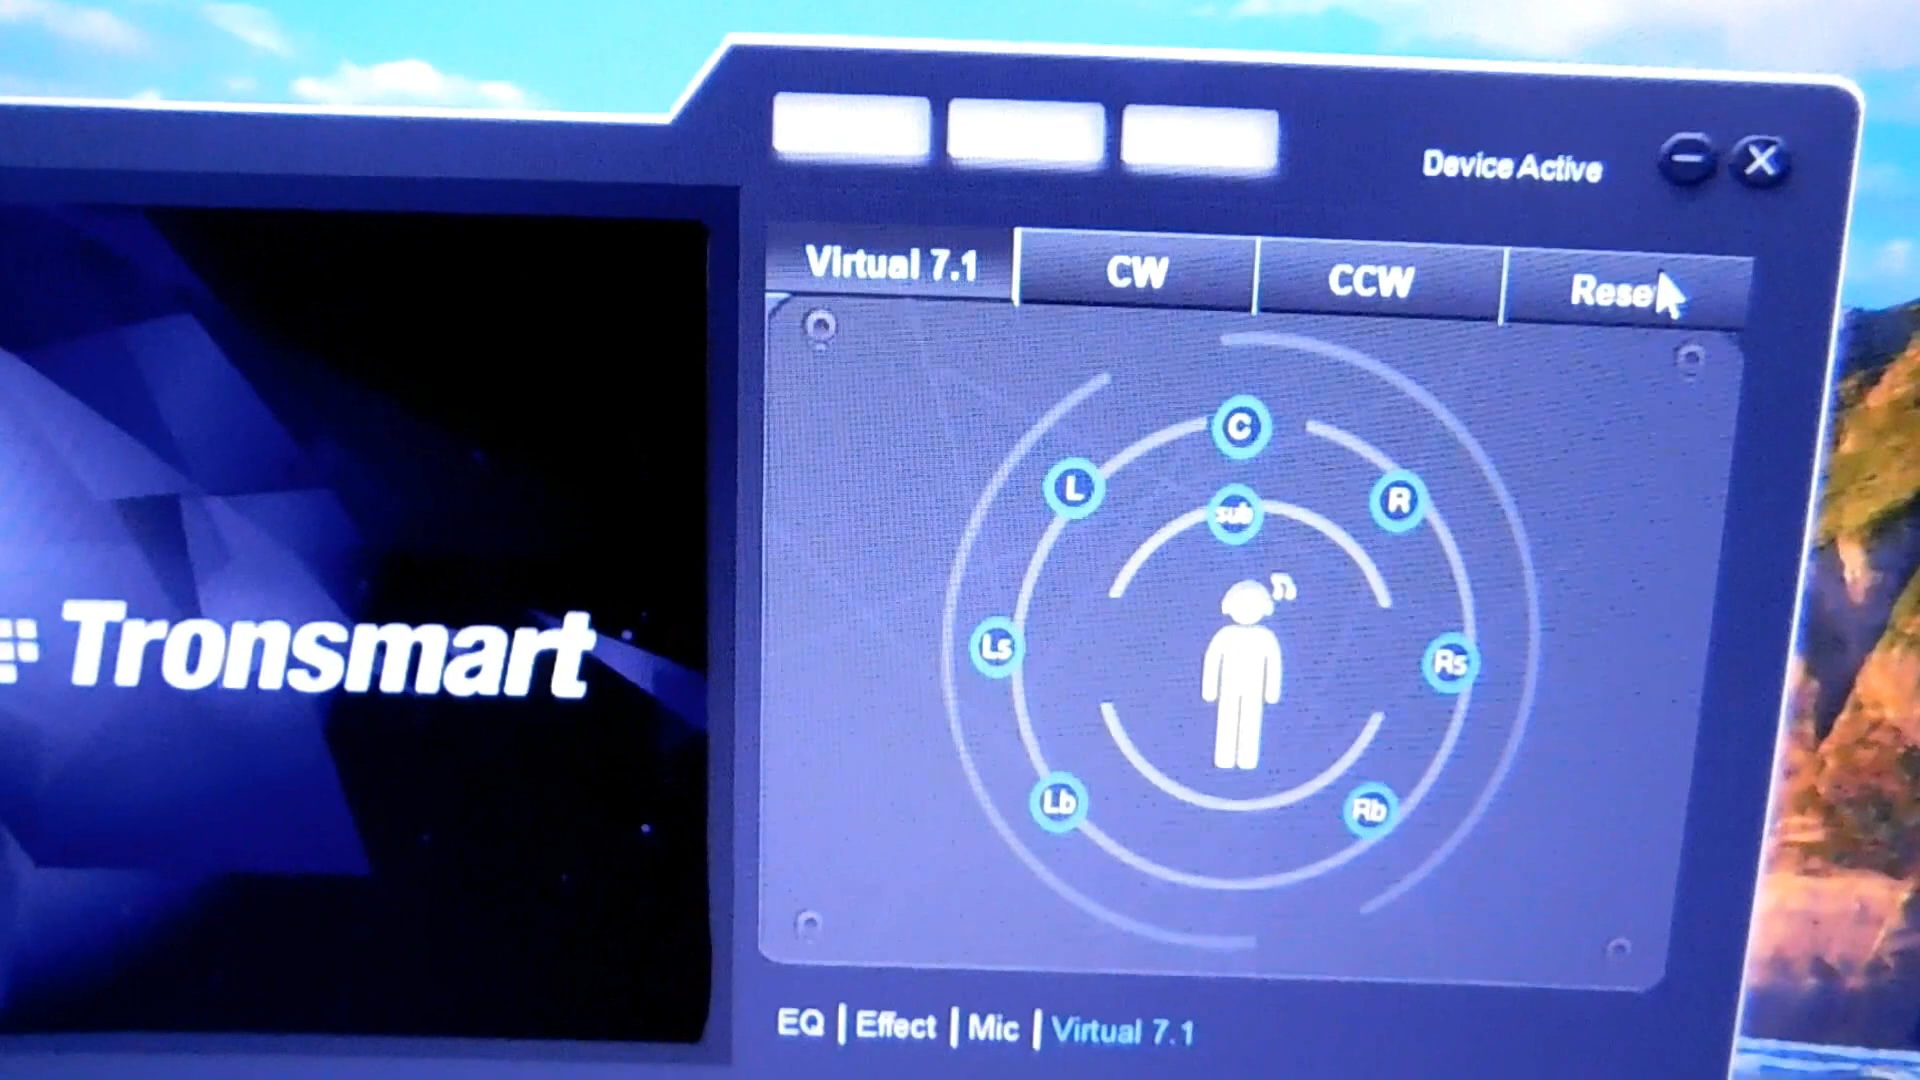 Device Active
Virtual 7.1 CW CCW Rese
C
L R
sub
Ls Rs
Lb Rb
Tronsmart
EQ | Effect | Mic | Virtual 7.1